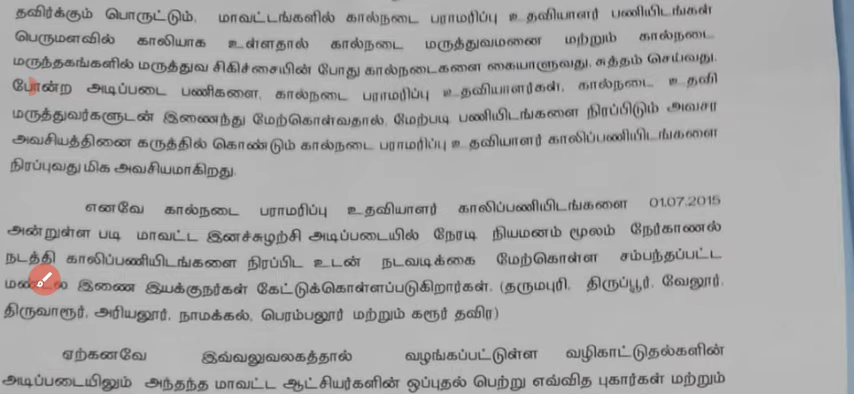 தவிர்க்கும் பொருட்டும், மாவட்டங்களில் கால்நடை பராமரிப்பு உதவியாளர் பணியிடங்கள்
பெருமளவில் காலியாக உள்ளதால் கால்நடை மருத்துவமனை மற்றும் கால்நடை
மருந்தகங்களில் மருத்துவ சிகிச்சையின் போது கால்நடைகளை கையாளுவது, சுத்தம் செய்வது,
போன்ற அடிப்படை பணிகளை, கால்நடை பராமரிப்பு உதவியாளர்கள், கால்நடை உதவி
மருத்துவர்களுடன் இணைந்து மேற்கொள்வதால், மேற்படி பணியிடங்களை நிரப்பிடும் அவசர
அவசியத்தினை கருத்தில் கொண்டும் கால்நடை பராமரிப்பு உதவியாளர் காலிப்பணியிடங்களை
நிரப்புவது மிக அவசியமாகிறது.
எனவே கால்நடை பராமரிப்பு உதவியாளர் காலிப்பணியிடங்களை 01.07.2015
அன்றுள்ள படி மாவட்ட இனச்சுழற்சி அடிப்படையில் நேரடி நியமனம் மூலம் நேர்காணல்
நடத்தி காலிப்பணியிடங்களை நிரப்பிட உடன் நடவடிக்கை மேற்கொள்ள சம்பந்தப்பட்ட
இணை இயக்குநர்கள் கேட்டுக்கொள்ளப்படுகிறார்கள். (தருமபுரி, திருப்பூர், வேலூர்,
திருவாரூர், அரியலூர், நாமக்கல், பெரம்பலூர் மற்றும் கரூர் தவிர)
ஏற்கனவே இவ்வலுவலகத்தால் வழங்கப்பட்டுள்ள வழிகாட்டுதல்களின்
அடிப்படையிலும் அந்தந்த மாவட்ட ஆட்சியர்களின் ஒப்புதல் பெற்று எவ்வித புகார்கள் மற்றும்